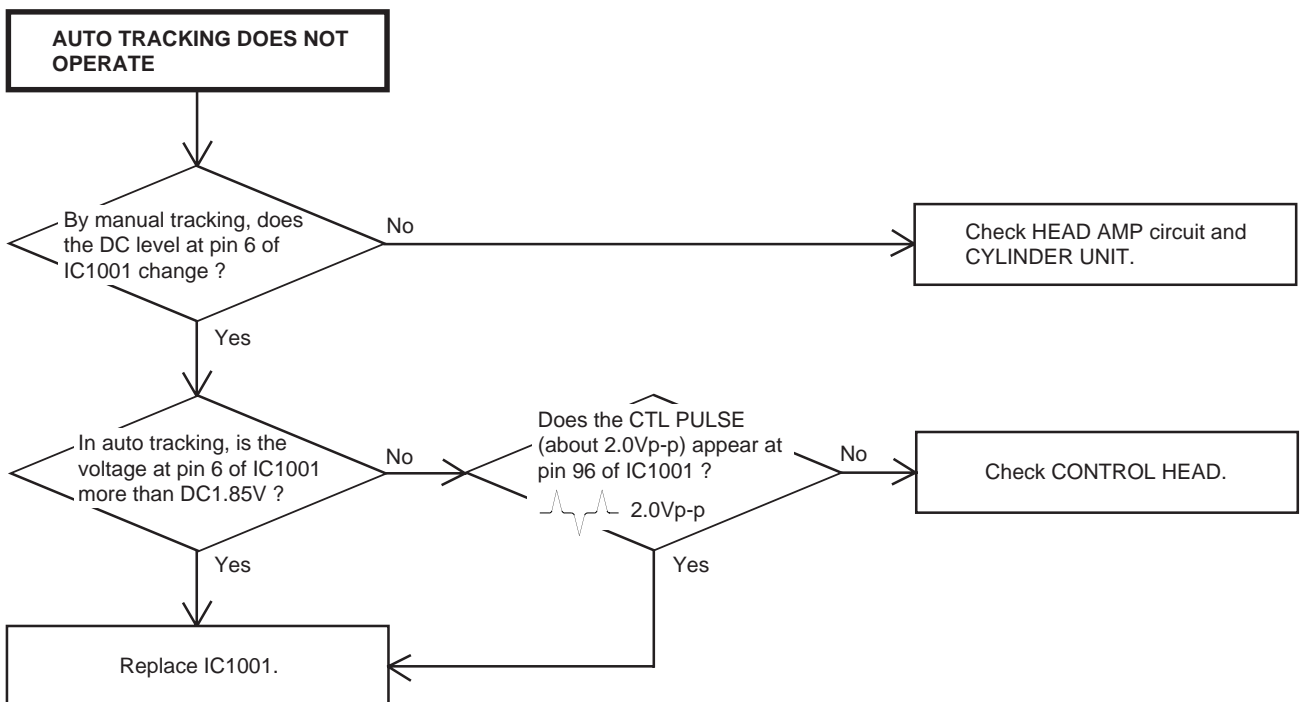 AUTO TRACKING DOES NOT
OPERATE
By manual tracking, does
the DC level at pin 6 of
IC1001 change ?
No
Check HEAD AMP circuit and
CYLINDER UNIT.
Yes
In auto tracking, is the
voltage at pin 6 of IC1001
more than DC1.85V ?
No
Does the CTL PULSE
(about 2.0Vp-p) appear at
pin 96 of IC1001 ?
2.0Vp-p
No
Check CONTROL HEAD.
Yes
Yes
Replace IC1001.